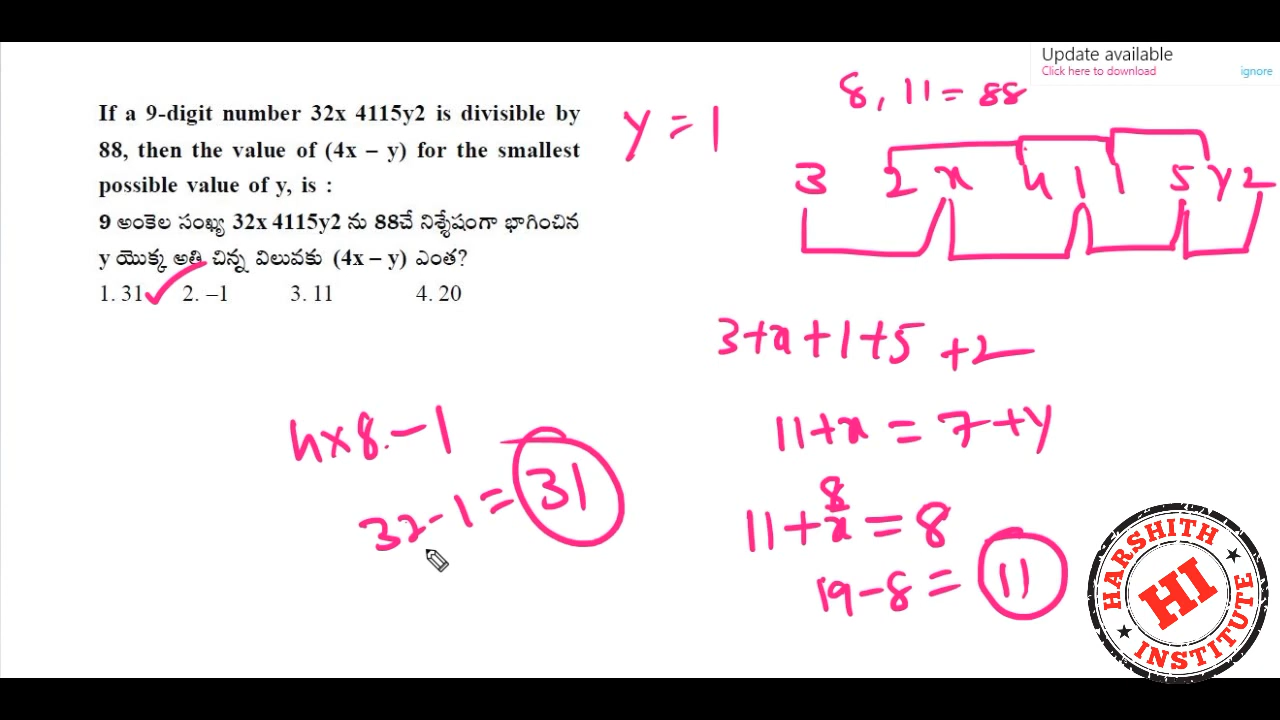 Update available
Click here to download ignore
If a 9-digit number 32x 4115y2 is divisible by
88, then the value of (4x – y) for the smallest
possible value of y, is :
9 అంకెల సంఖ్య 32x 4115y2 ను 88చే నిశ్శేషంగా భాగించిన
y యొక్క అతి చిన్న విలువకు (4x – y) ఎంత?
1. 31 2. –1 3. 11 4. 20
y = 1
8, 11 = 88
3 2 x 4 1 1 5 y 2
3+x+1+5+2
11+x = 7+y
11+x = 8
8
19-8 = 11
4x8.-1
32-1 = 31
HARSHITH
HI
INSTITUTE